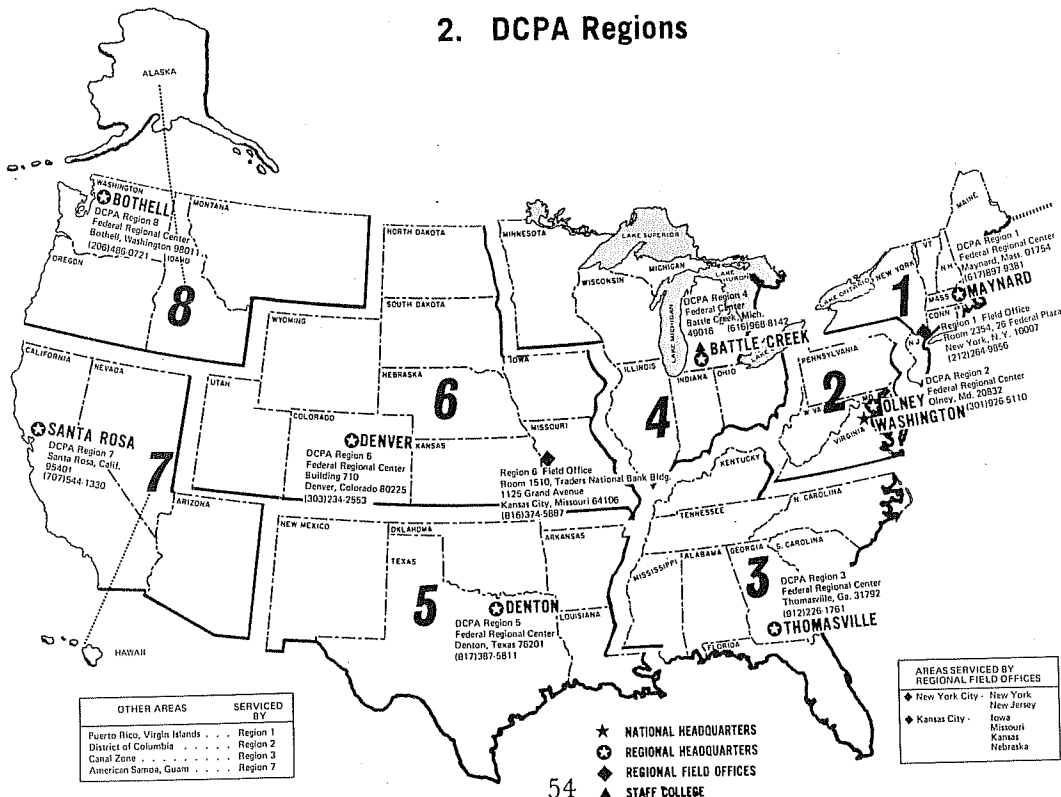 2. DCPA Regions
ALASKA
WASHINGTON
BOTHELL
DCPA Region 8
Federal Regional Center
Bothell, Washington 98011
(206)486-0721
IDAHO
MONTANA
OREGON
8
NORTH DAKOTA
SOUTH DAKOTA
MINNESOTA
WYOMING
NEBRASKA
IOWA
UTAH
COLORADO
KANSAS
MISSOURI
6
DENVER
DCPA Region 6
Federal Regional Center
Building 710
Denver, Colorado 80225
(303)234-2553
Region 6 Field Office
Room 1510, Traders National Bank Bldg.
1125 Grand Avenue
Kansas City, Missouri 64106
(816)374-5887
CALIFORNIA
NEVADA
SANTA ROSA
DCPA Region 7
Santa Rosa, Calif.
95401
(707)544-1330
7
ARIZONA
HAWAII
NEW MEXICO
OKLAHOMA
TEXAS
ARKANSAS
LOUISIANA
5
DENTON
DCPA Region 5
Federal Regional Center
Denton, Texas 76201
(817)387-5811
LAKE SUPERIOR
WISCONSIN
MICHIGAN
LAKE HURON
LAKE MICHIGAN
DCPA Region 4
Federal Center
Battle Creek, Mich.
49016 (616)968-8142
BATTLE CREEK
LAKE
ILLINOIS
INDIANA
OHIO
4
MAINE
VT
N H
NEW YORK
LAKE ONTARIO
MASS
CONN
N J
1
DCPA Region 1
Federal Regional Center
Maynard, Mass. 01754
(617)897-9381
MAYNARD
Region 1 Field Office
Room 2354, 26 Federal Plaza
New York, N.Y. 10007
(212)264-9856
PENNSYLVANIA
2
W VA
MD
VIRGINIA
DCPA Region 2
Federal Regional Center
Olney, Md. 20832
(301)926-5110
OLNEY
WASHINGTON
KENTUCKY
TENNESSEE
N. CAROLINA
S. CAROLINA
MISSISSIPPI
ALABAMA
GEORGIA
FLORIDA
3
DCPA Region 3
Federal Regional Center
Thomasville, Ga. 31792
(912)226-1761
THOMASVILLE
OTHER AREAS SERVICED BY
Puerto Rico, Virgin Islands . . . . Region 1
District of Columbia . . . . . Region 2
Canal Zone . . . . . . . . . Region 3
American Samoa, Guam . . . . . Region 7
★ NATIONAL HEADQUARTERS
✪ REGIONAL HEADQUARTERS
◆ REGIONAL FIELD OFFICES
▲ STAFF COLLEGE
AREAS SERVICED BY
REGIONAL FIELD OFFICES
◆ New York City - New York
New Jersey
◆ Kansas City - Iowa
Missouri
Kansas
Nebraska
54